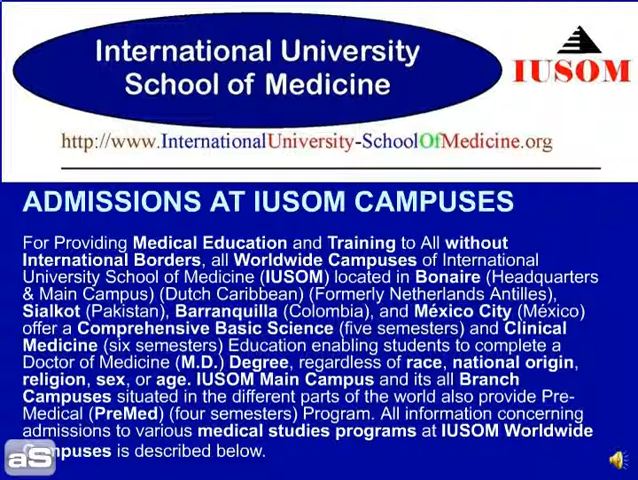 International University
School of Medicine
IUSOM
http://www.InternationalUniversity-SchoolOfMedicine.org
ADMISSIONS AT IUSOM CAMPUSES
For Providing Medical Education and Training to All without
International Borders, all Worldwide Campuses of International
University School of Medicine (IUSOM) located in Bonaire (Headquarters
& Main Campus) (Dutch Caribbean) (Formerly Netherlands Antilles),
Sialkot (Pakistan), Barranquilla (Colombia), and México City (México)
offer a Comprehensive Basic Science (five semesters) and Clinical
Medicine (six semesters) Education enabling students to complete a
Doctor of Medicine (M.D.) Degree, regardless of race, national origin,
religion, sex, or age. IUSOM Main Campus and its all Branch
Campuses situated in the different parts of the world also provide Pre-
Medical (PreMed) (four semesters) Program. All information concerning
admissions to various medical studies programs at IUSOM Worldwide
Campuses is described below.
aS